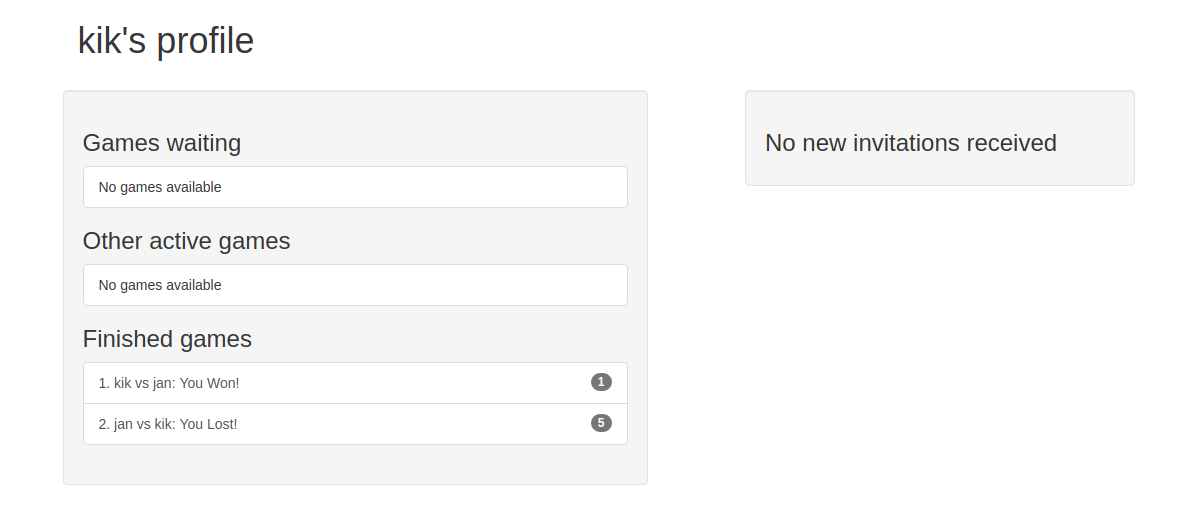 kik's profile
Games waiting
No games available
Other active games
No games available
Finished games
1. kik vs jan: You Won! 1
2. jan vs kik: You Lost! 5
No new invitations received